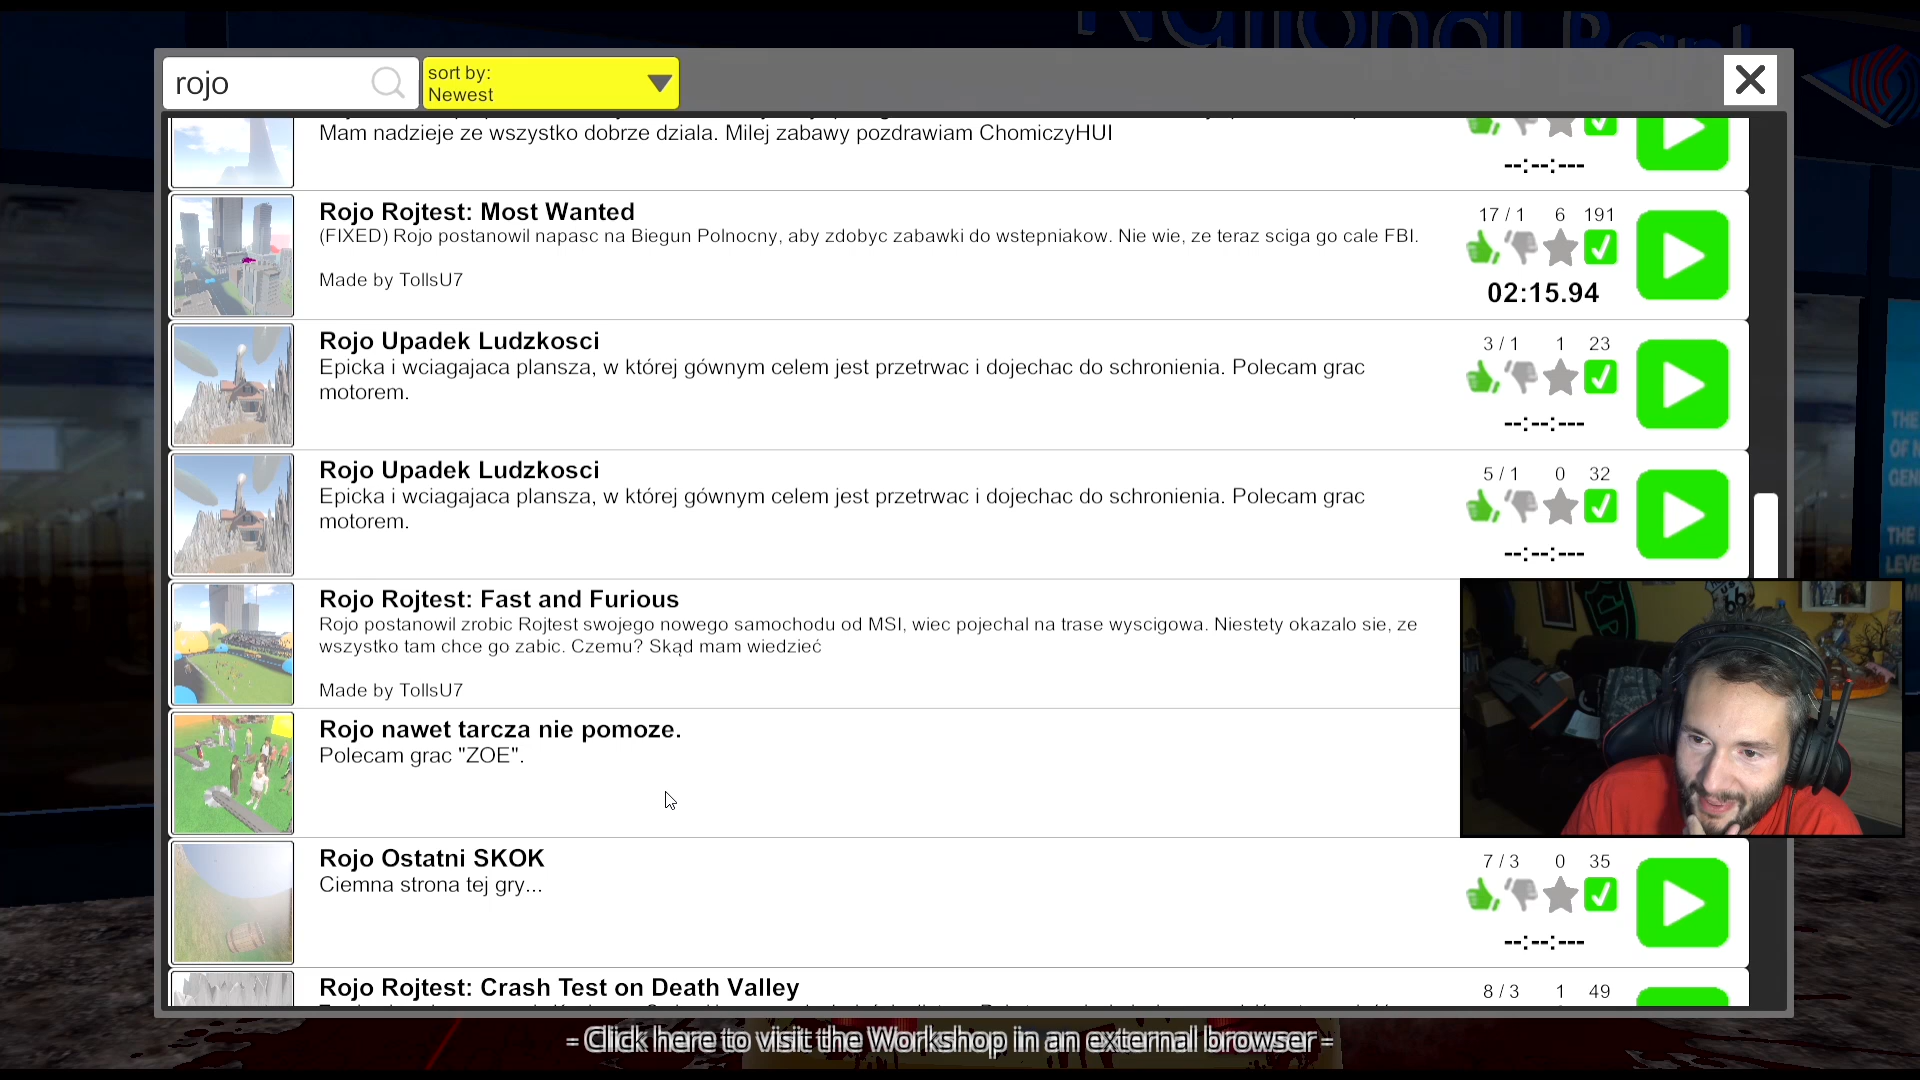 National Bank
rojo
sort by:
Newest
Mam nadzieje ze wszystko dobrze dziala. Milej zabawy pozdrawiam ChomiczyHUI
--:--:---
Rojo Rojtest: Most Wanted
17 / 1 6 191
(FIXED) Rojo postanowil napasc na Biegun Polnocny, aby zdobyc zabawki do wstepniakow. Nie wie, ze teraz sciga go cale FBI.
Made by TollsU7
02:15.94
Rojo Upadek Ludzkosci
3 / 1 1 23
Epicka i wciagajaca plansza, w której gównym celem jest przetrwac i dojechac do schronienia. Polecam grac
motorem.
--:--:---
Rojo Upadek Ludzkosci
5 / 1 0 32
Epicka i wciagajaca plansza, w której gównym celem jest przetrwac i dojechac do schronienia. Polecam grac
motorem.
--:--:---
Rojo Rojtest: Fast and Furious
Rojo postanowil zrobic Rojtest swojego nowego samochodu od MSI, wiec pojechal na trase wyscigowa. Niestety okazalo sie, ze
wszystko tam chce go zabic. Czemu? Skąd mam wiedzieć
Made by TollsU7
Rojo nawet tarcza nie pomoze.
Polecam grac "ZOE".
Rojo Ostatni SKOK
7 / 3 0 35
Ciemna strona tej gry...
--:--:---
Rojo Rojtest: Crash Test on Death Valley
8 / 3 1 49
= Click here to visit the Workshop in an external browser =
THE
OF
THE